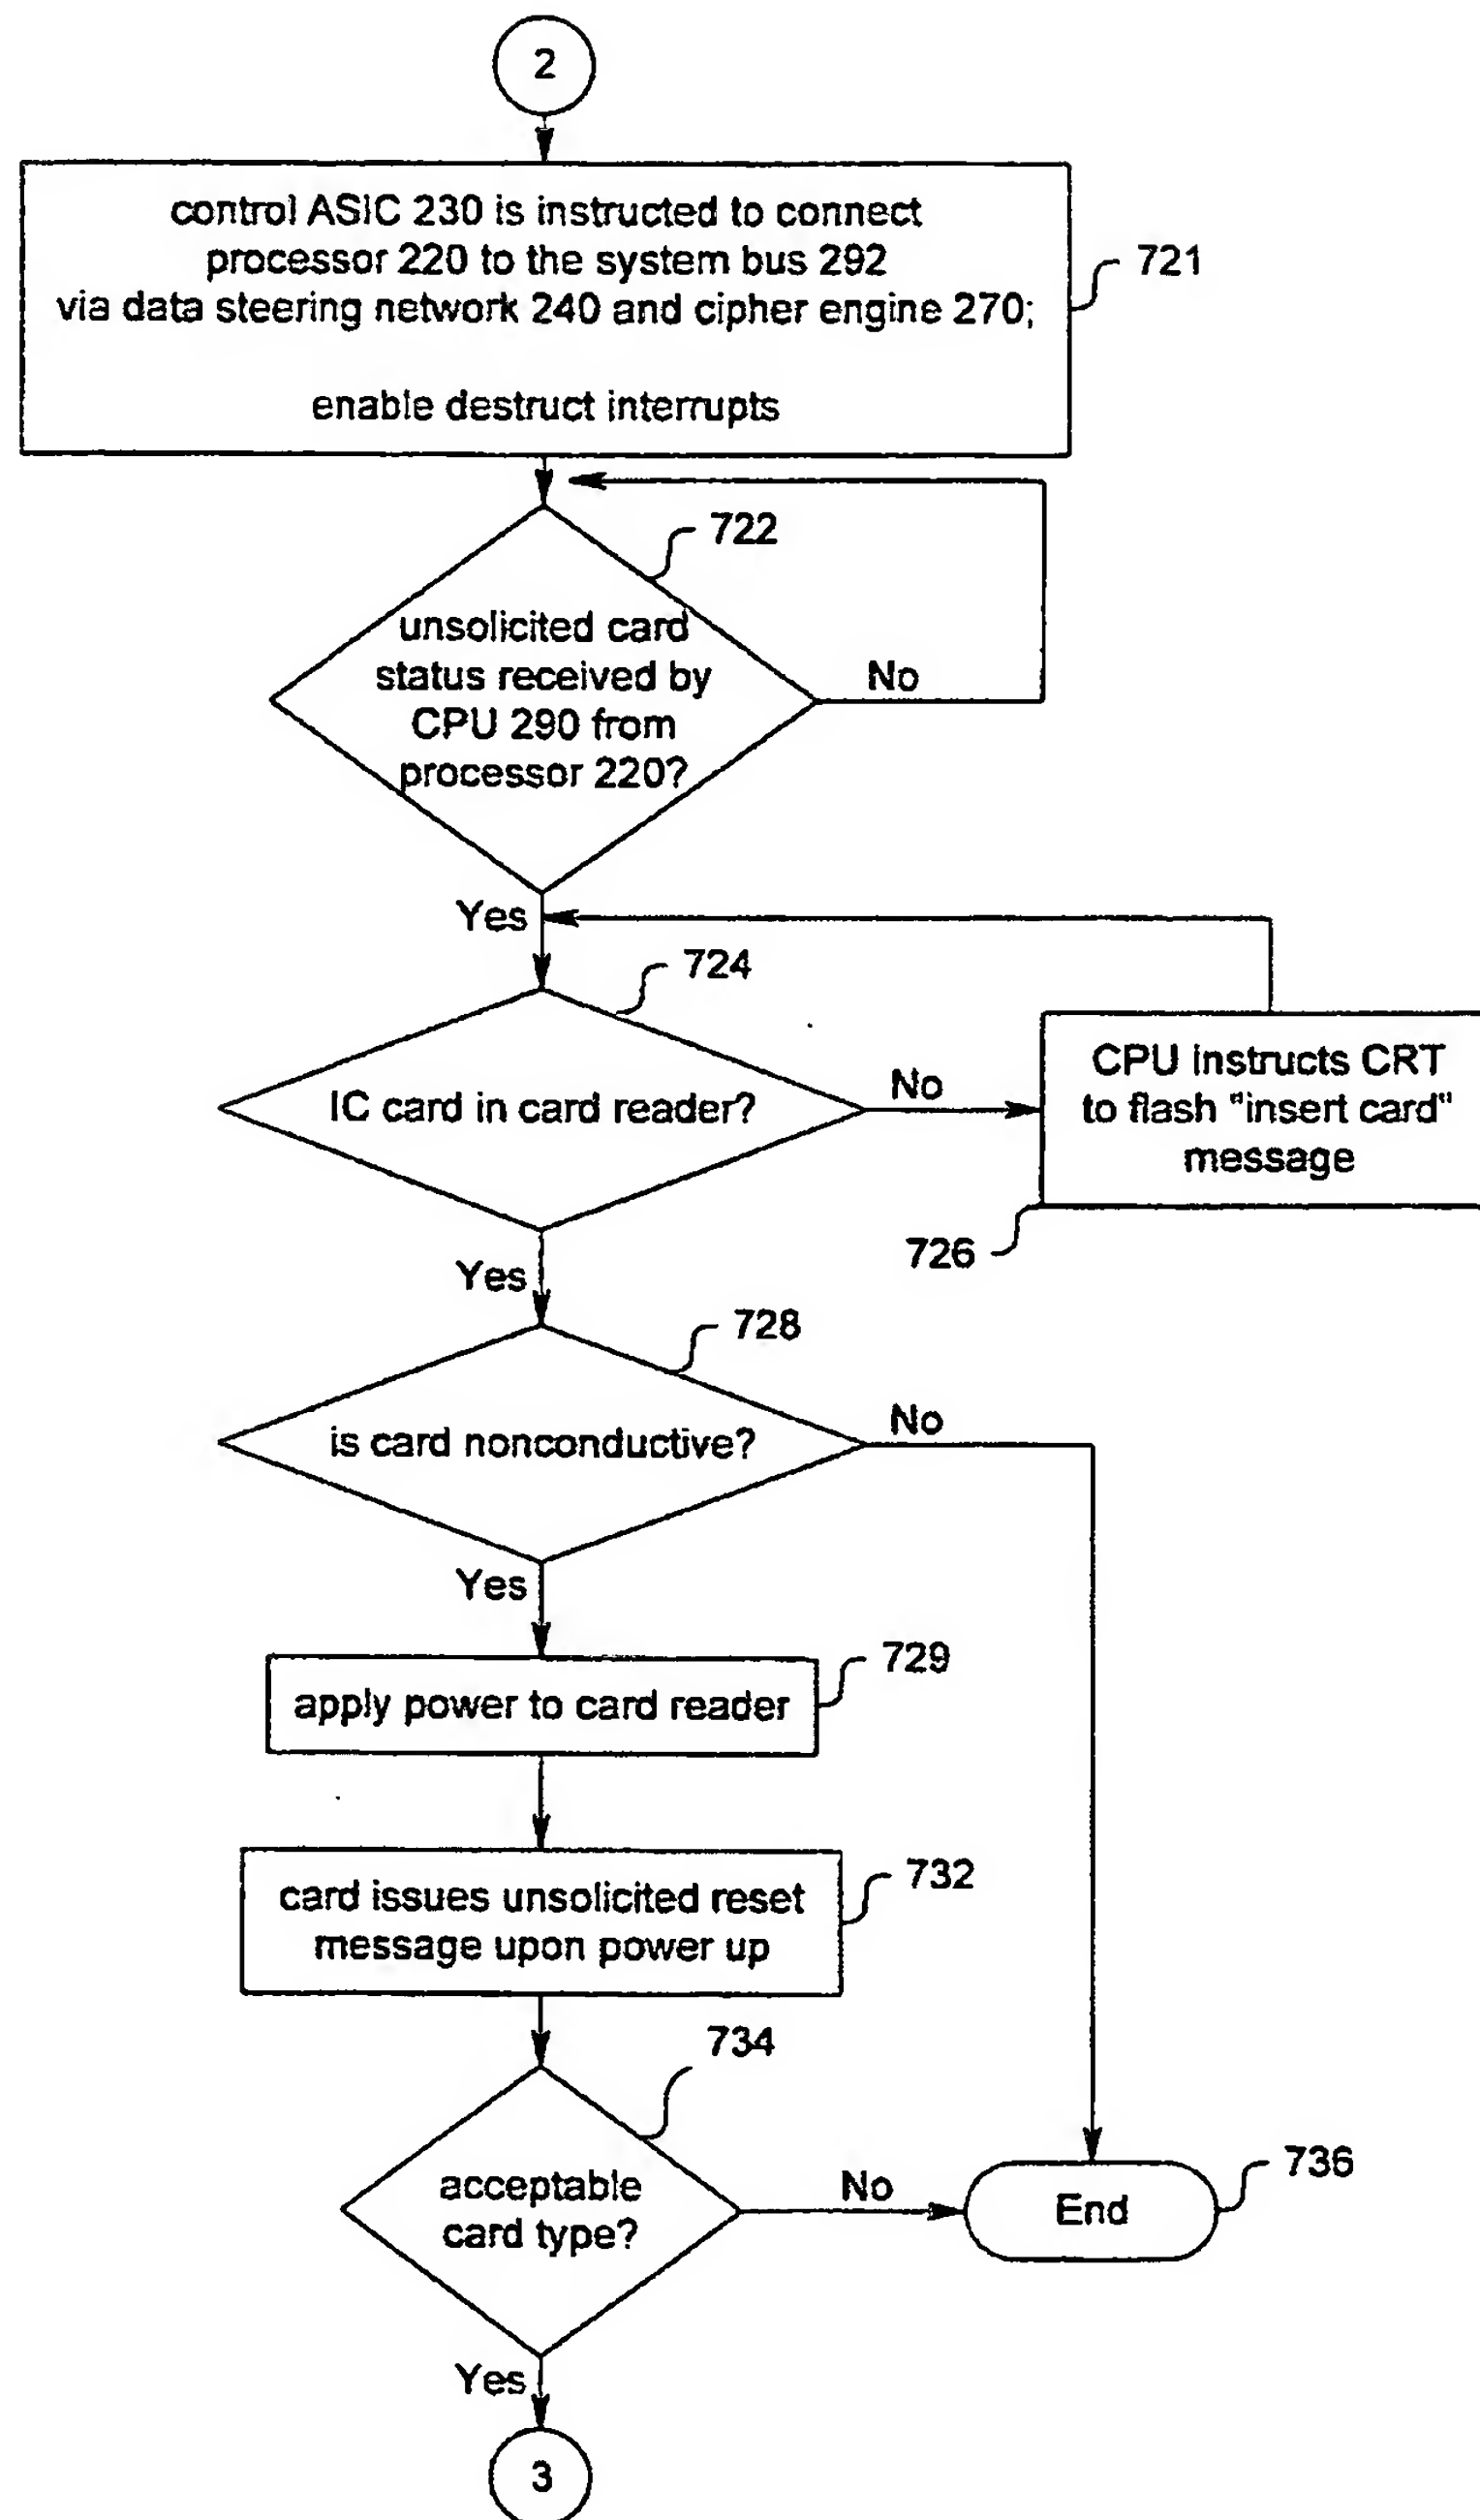 2
control ASIC 230 is instructed to connect
processor 220 to the system bus 292
via data steering network 240 and cipher engine 270;
enable destruct interrupts
721
722
unsolicited card
status received by
CPU 290 from
processor 220?
No
Yes
724
IC card in card reader?
No
CPU instructs CRT
to flash "insert card"
message
726
Yes
728
is card nonconductive?
No
Yes
729
apply power to card reader
732
card issues unsolicited reset
message upon power up
734
acceptable
card type?
No
End
736
Yes
3